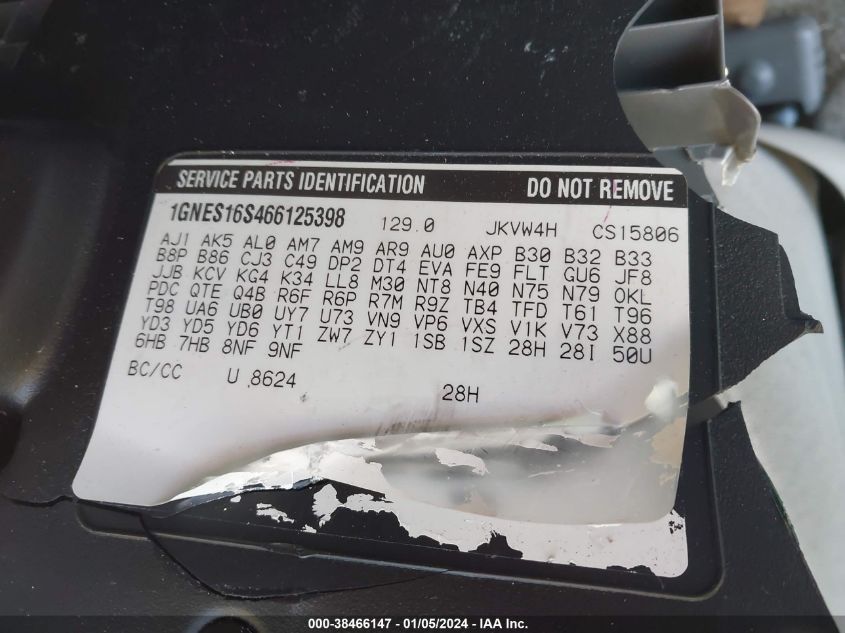 SERVICE PARTS IDENTIFICATION DO NOT REMOVE
1GNES16S466125398 129.0 JKVW4H CS15806
AJ1 AK5 AL0 AM7 AM9 AR9 AU0 AXP B30 B32 B33
B8P B86 CJ3 C49 DP2 DT4 EVA FE9 FLT GU6 JF8
JJB KCV KG4 K34 LL8 M30 NT8 N40 N75 N79 OKL
PDC QTE Q4B R6F R6P R7M R9Z TB4 TFD T61 T96
T98 UA6 UB0 UY7 U73 VN9 VP6 VXS V1K V73 X88
YD3 YD5 YD6 YT1 ZW7 ZY1 1SB 1SZ 28H 28I 50U
6HB 7HB 8NF 9NF
BC/CC U 8624 28H
000-38466147 - 01/05/2024 - IAA Inc.